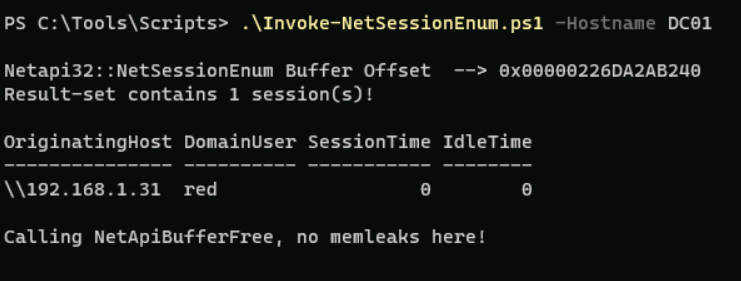 PS C:\Tools\Scripts> .\Invoke-NetSessionEnum.ps1 -Hostname DC01
Netapi32::NetSessionEnum Buffer Offset  --> 0x00000226DA2AB240
Result-set contains 1 session(s)!
OriginatingHost DomainUser SessionTime IdleTime
--------------- ---------- ----------- --------
\\192.168.1.31  red                  0        0
Calling NetApiBufferFree, no memleaks here!